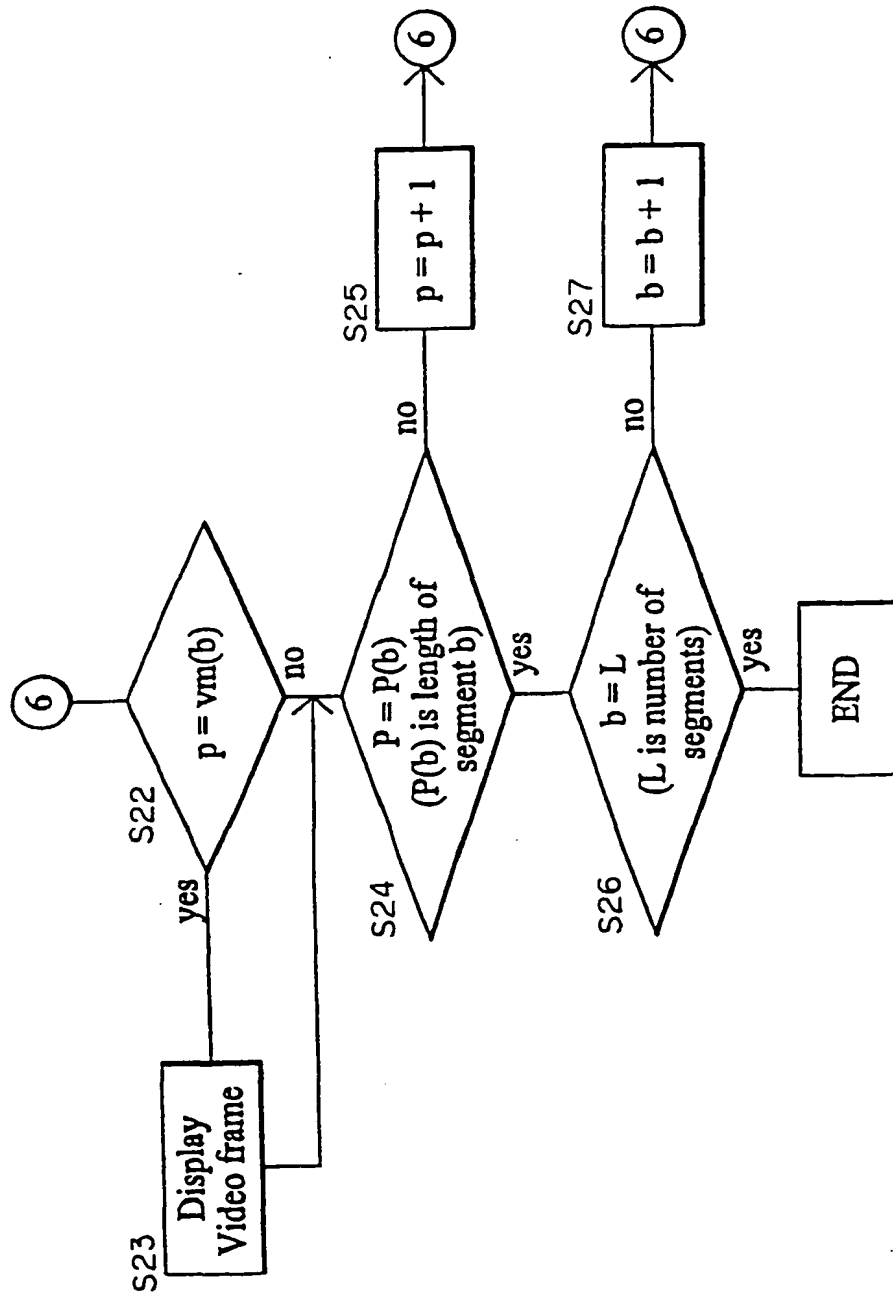 6
S22
p = vm(b)
yes
no
S23
Display
Video frame
S24
P = P(b)
(P(b) is length of
segment b)
no
yes
S25
p = p + 1
6
S26
b = L
(L is number of
segments)
no
yes
S27
b = b + 1
6
END